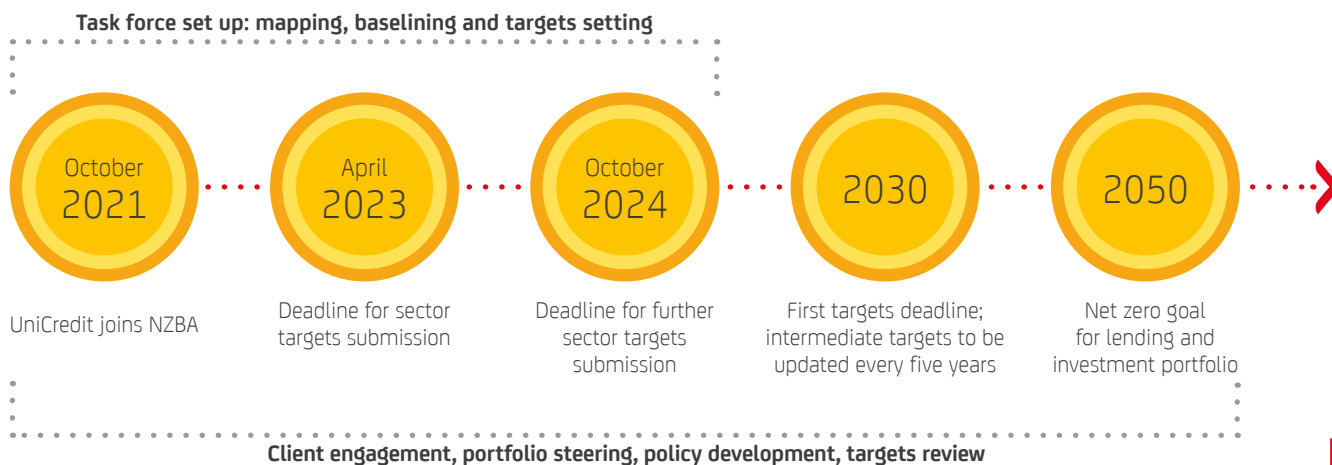 Task force set up: mapping, baselining and targets setting
October
2021
April
2023
October
2024
2030
2050
UniCredit joins NZBA
Deadline for sector
targets submission
Deadline for further
sector targets
submission
First targets deadline;
intermediate targets to be
updated every five years
Net zero goal
for lending and
investment portfolio
Client engagement, portfolio steering, policy development, targets review